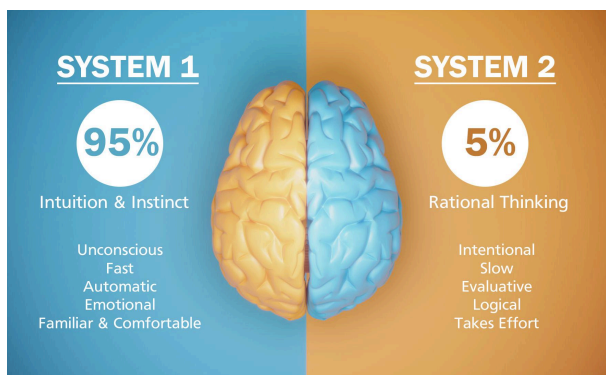 SYSTEM 1
95%
Intuition & Instinct
Unconscious
Fast
Automatic
Emotional
Familiar & Comfortable
SYSTEM 2
5%
Rational Thinking
Intentional
Slow
Evaluative
Logical
Takes Effort